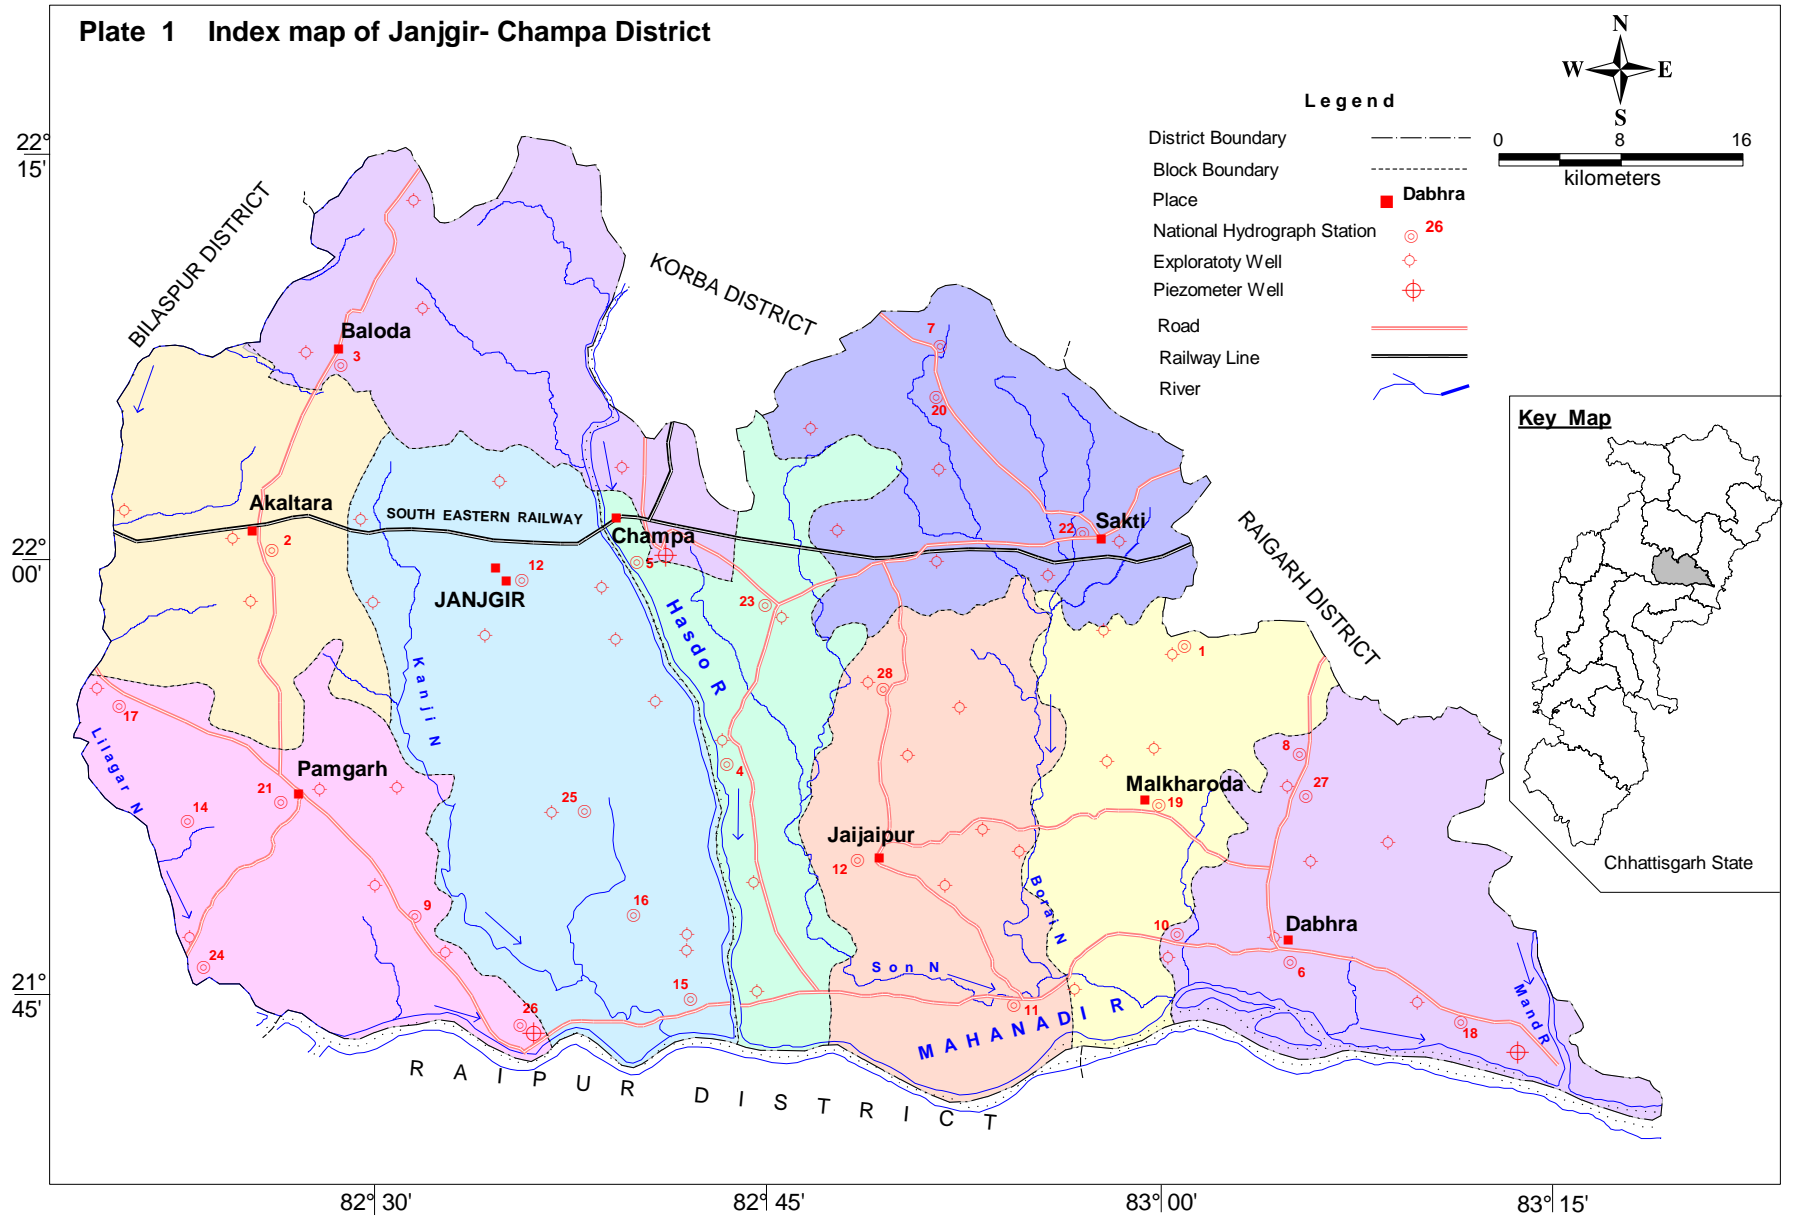 Plate 1 Index map of Janjgir- Champa District
N
W E
S
Legend
District Boundary
Block Boundary
Place Dabhra
National Hydrograph Station 26
Exploratoty Well
Piezometer Well
Road
Railway Line
River
0 8 16
kilometers
22°
15'
22°
00'
21°
45'
82° 30'
82° 45'
83° 00'
83° 15'
BILASPUR DISTRICT
KORBA DISTRICT
RAIGARH DISTRICT
RAIPUR DISTRICT
Key Map
Chhattisgarh State
Baloda
3
7
20
Akaltara
2
SOUTH EASTERN RAILWAY
Champa
5
22
Sakti
12
JANJGIR
23
Hasdo R
Kanji N
28
1
17
Lilagar N
21
Pamgarh
14
25
4
8
27
Malkharoda
19
Jaijaipur
12
Borai N
9
16
10
Dabhra
6
24
15
26
Son N
11
MAHANADI R
18
Mand R